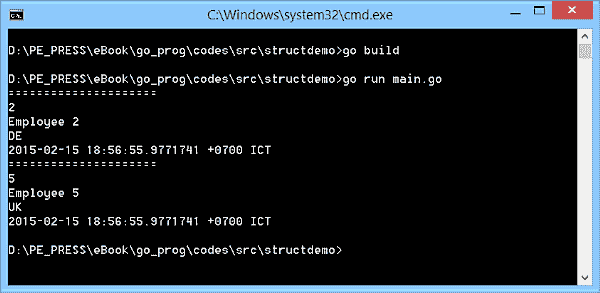 C:\Windows\system32\cmd.exe
D:\PE_PRESS\eBook\go_prog\codes\src\structdemo>go build
D:\PE_PRESS\eBook\go_prog\codes\src\structdemo>go run main.go
=====================
2
Employee 2
DE
2015-02-15 18:56:55.9771741 +0700 ICT
=====================
5
Employee 5
UK
2015-02-15 18:56:55.9771741 +0700 ICT
D:\PE_PRESS\eBook\go_prog\codes\src\structdemo>